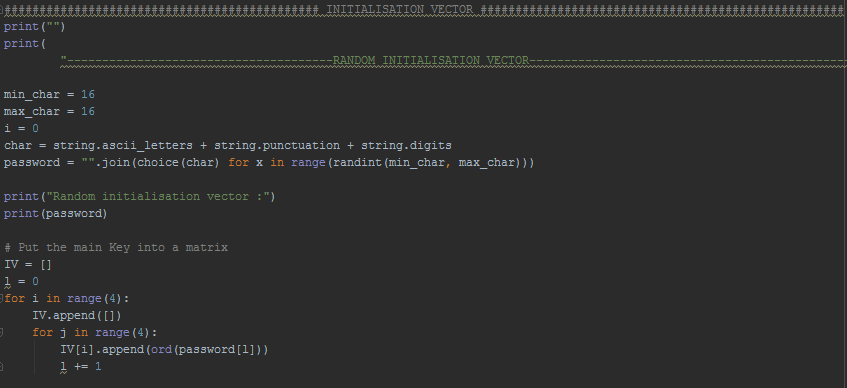 ############################################# INITIALISATION VECTOR ####################################################
print("")
print(
        "--------------------------------------RANDOM INITIALISATION VECTOR---------------------------------------------
min_char = 16
max_char = 16
i = 0
char = string.ascii_letters + string.punctuation + string.digits
password = "".join(choice(char) for x in range(randint(min_char, max_char)))
print("Random initialisation vector :")
print(password)
# Put the main Key into a matrix
IV = []
l = 0
for i in range(4):
    IV.append([])
    for j in range(4):
        IV[i].append(ord(password[l]))
        l += 1